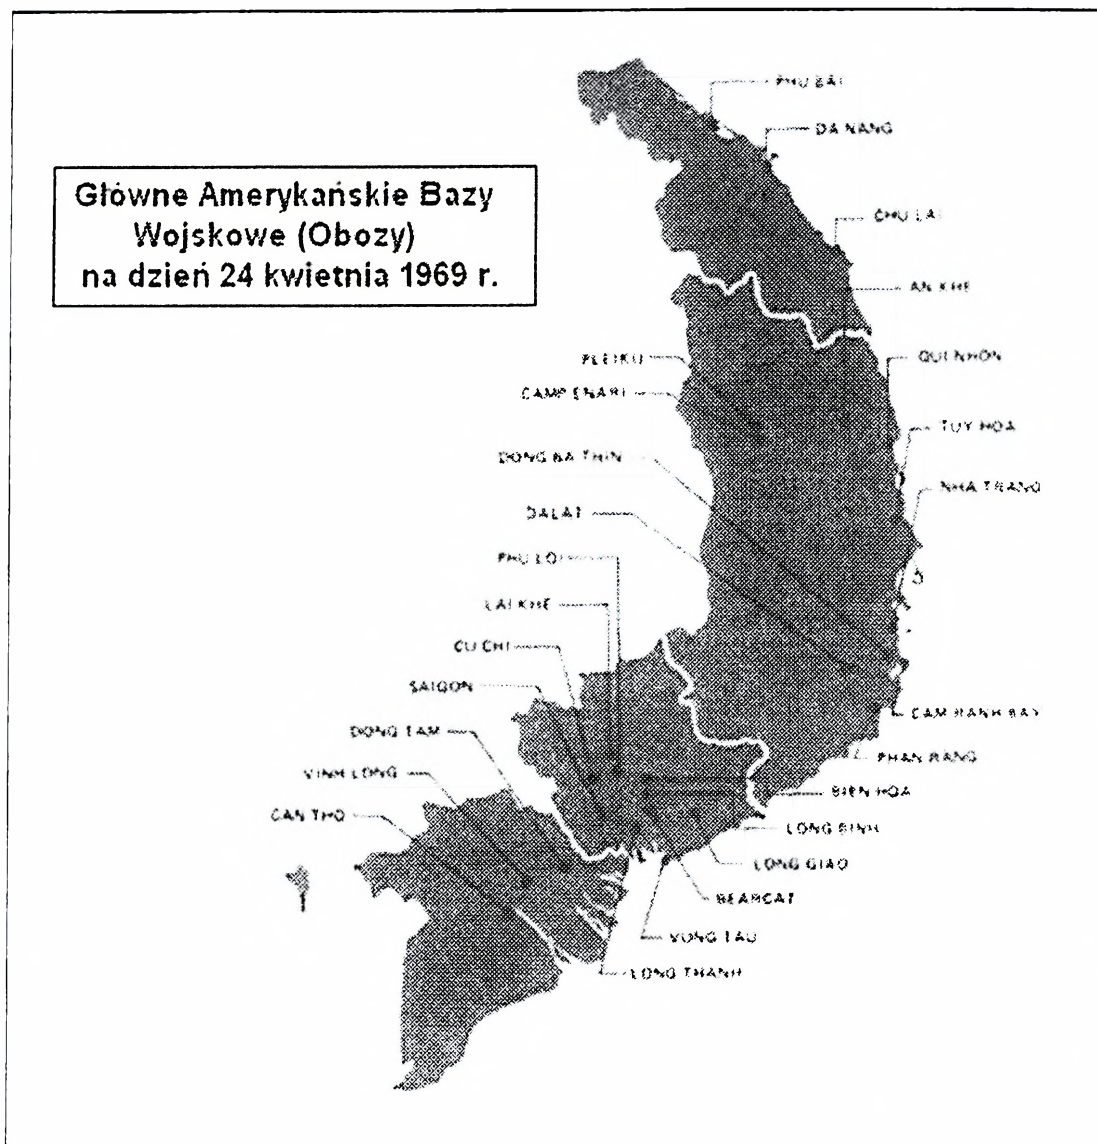 Główne Amerykańskie Bazy
Wojskowe (Obozy)
na dzień 24 kwietnia 1969 r.
PHU BAI
DA NANG
CHU LAI
AN KHE
PLEIKU
QUI NHON
CAMP ENARI
TUY HOA
DONG BA THIN
NHA TRANG
DALAT
PHU LOI
LAI KHE
CU CHI
SAIGON
CAM RANH BAY
DONG TAM
PHAN RANG
VINH LONG
BIEN HOA
CAN THO
LONG BINH
LONG GIAO
BEARCAT
VUNG TAU
LONG THANH